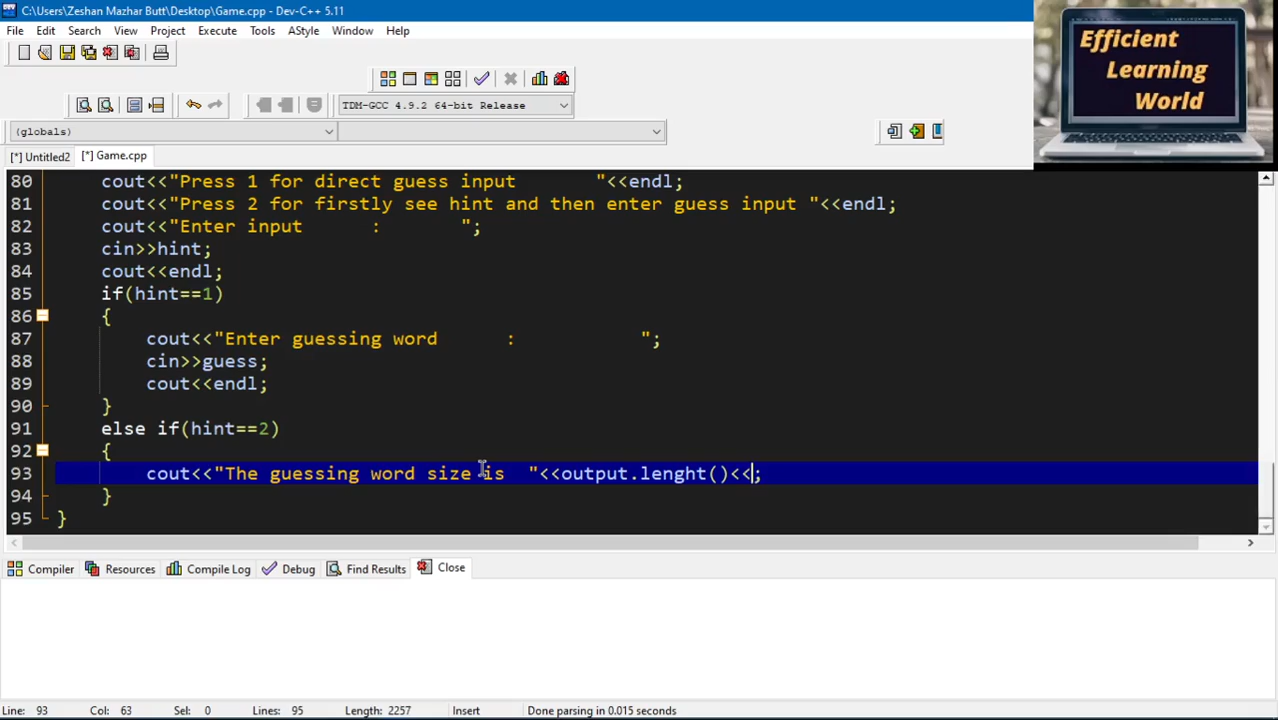 C:\Users\Zeshan Mazhar Butt\Desktop\Game.cpp - Dev-C++ 5.11
File Edit Search View Project Execute Tools AStyle Window Help
TDM-GCC 4.9.2 64-bit Release
(globals)
[*] Untitled2 [*] Game.cpp
80 cout<<"Press 1 for direct guess input       "<<endl;
81 cout<<"Press 2 for firstly see hint and then enter guess input "<<endl;
82 cout<<"Enter input      :       ";
83 cin>>hint;
84 cout<<endl;
85 if(hint==1)
86 {
87 cout<<"Enter guessing word      :           ";
88 cin>>guess;
89 cout<<endl;
90 }
91 else if(hint==2)
92 {
93 cout<<"The guessing word size is  "<<output.lenght()<<;
94 }
95 }
Compiler Resources Compile Log Debug Find Results Close
Line: 93 Col: 63 Sel: 0 Lines: 95 Length: 2257 Insert Done parsing in 0.015 seconds
Efficient
Learning
World